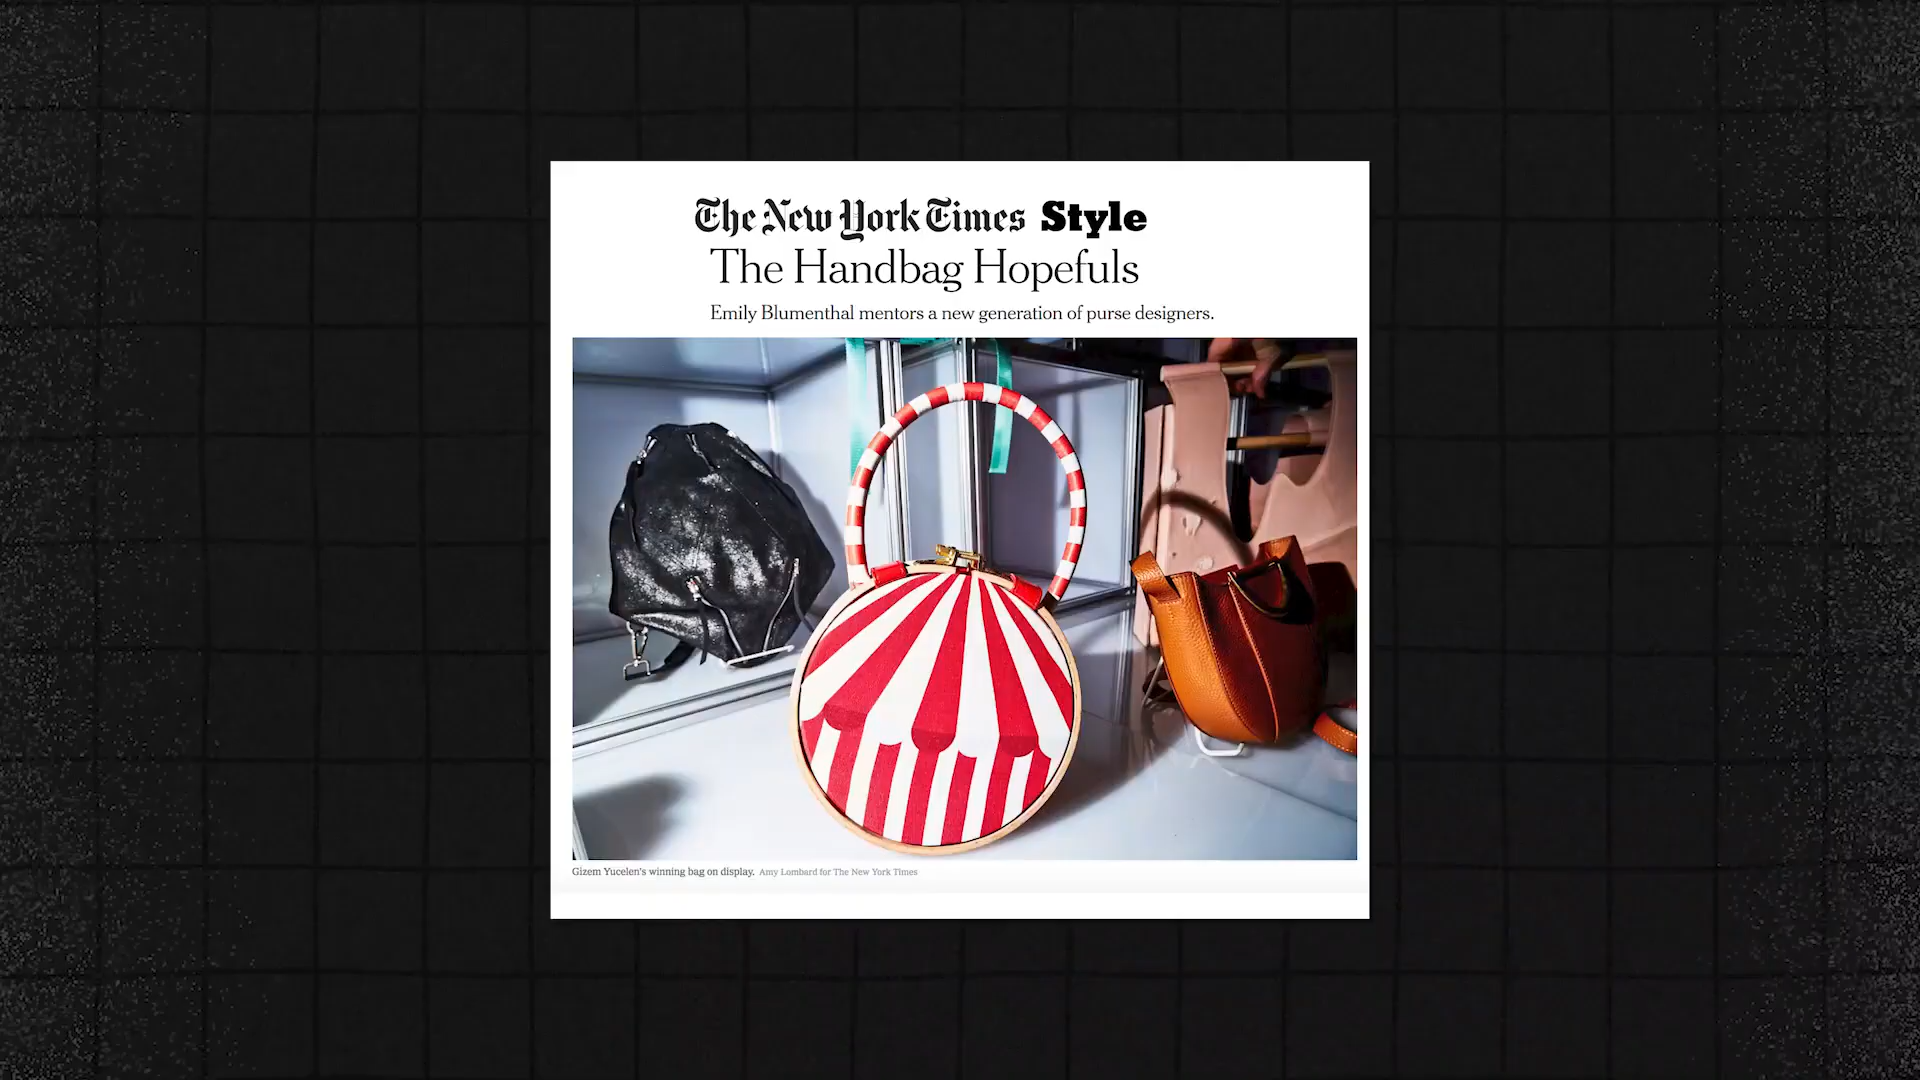 The New York Times Style
The Handbag Hopefuls
Emily Blumenthal mentors a new generation of purse designers.
Gizem Yucelen's winning bag on display. Amy Lombard for The New York Times